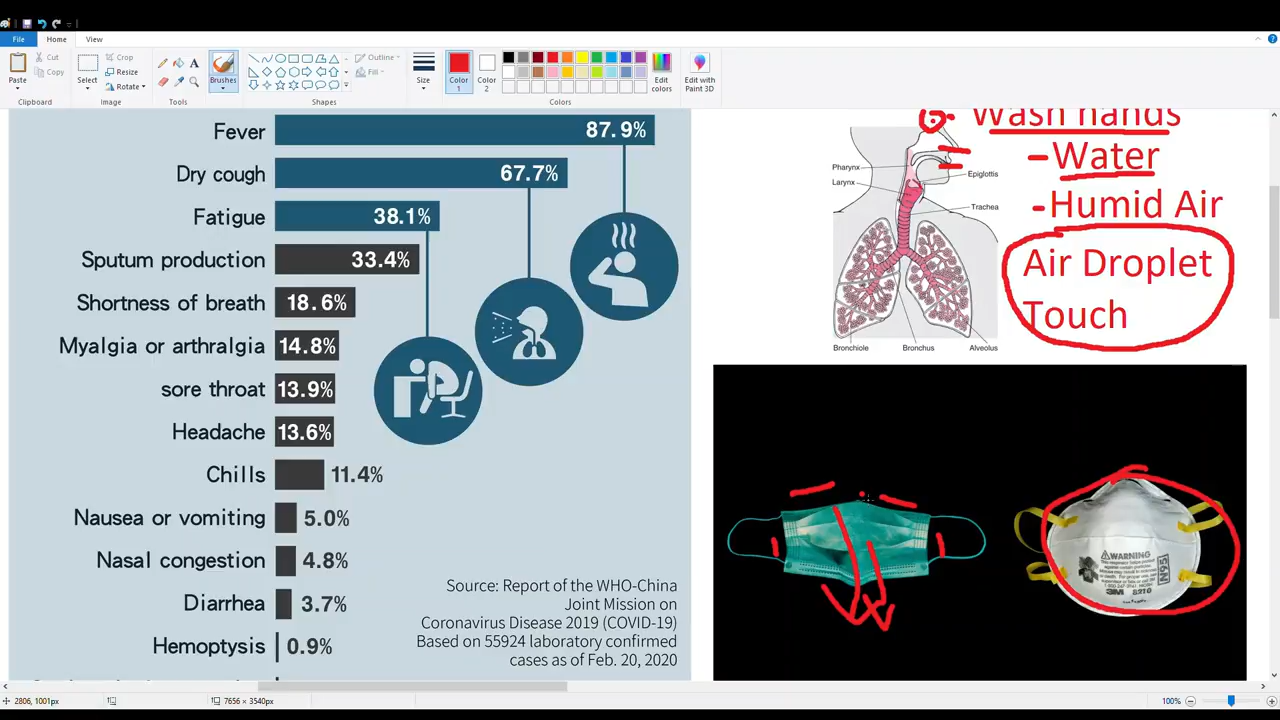 File
Home
View
Paste
Cut
Copy
Clipboard
Select
Crop
Resize
Rotate
Image
Tools
Brushes
Shapes
Outline
Fill
Size
Color
1
Color
2
Edit
colors
Colors
Edit with
Paint 3D
Fever 87.9%
Dry cough 67.7%
Fatigue 38.1%
Sputum production 33.4%
Shortness of breath 18.6%
Myalgia or arthralgia 14.8%
sore throat 13.9%
Headache 13.6%
Chills 11.4%
Nausea or vomiting 5.0%
Nasal congestion 4.8%
Diarrhea 3.7%
Hemoptysis 0.9%
Source: Report of the WHO-China
Joint Mission on
Coronavirus Disease 2019 (COVID-19)
Based on 55924 laboratory confirmed
cases as of Feb. 20, 2020
6. Wash hands
-Water
-Humid Air
Air Droplet
Touch
Pharynx
Larynx
Epiglottis
Trachea
Bronchiole
Bronchus
Alveolus
WARNING
N95
3M 8210
2806, 1001px
7656 × 3540px
100%